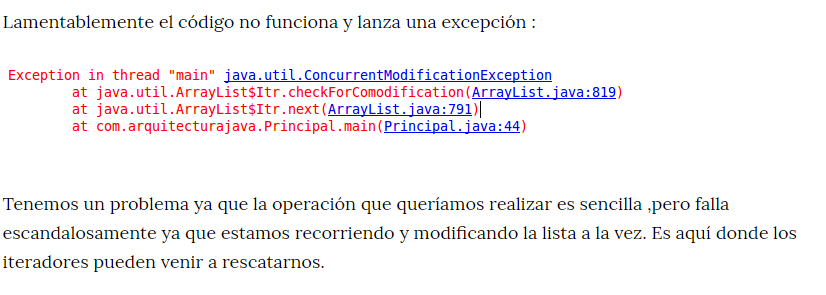 Lamentablemente el código no funciona y lanza una excepción :
Exception in thread "main" java.util.ConcurrentModificationException
at java.util.ArrayList$Itr.checkForComodification(ArrayList.java:819)
at java.util.ArrayList$Itr.next(ArrayList.java:791)
at com.arquitecturajava.Principal.main(Principal.java:44)
Tenemos un problema ya que la operación que queríamos realizar es sencilla ,pero falla
escandalosamente ya que estamos recorriendo y modificando la lista a la vez. Es aquí donde los
iteradores pueden venir a rescatarnos.